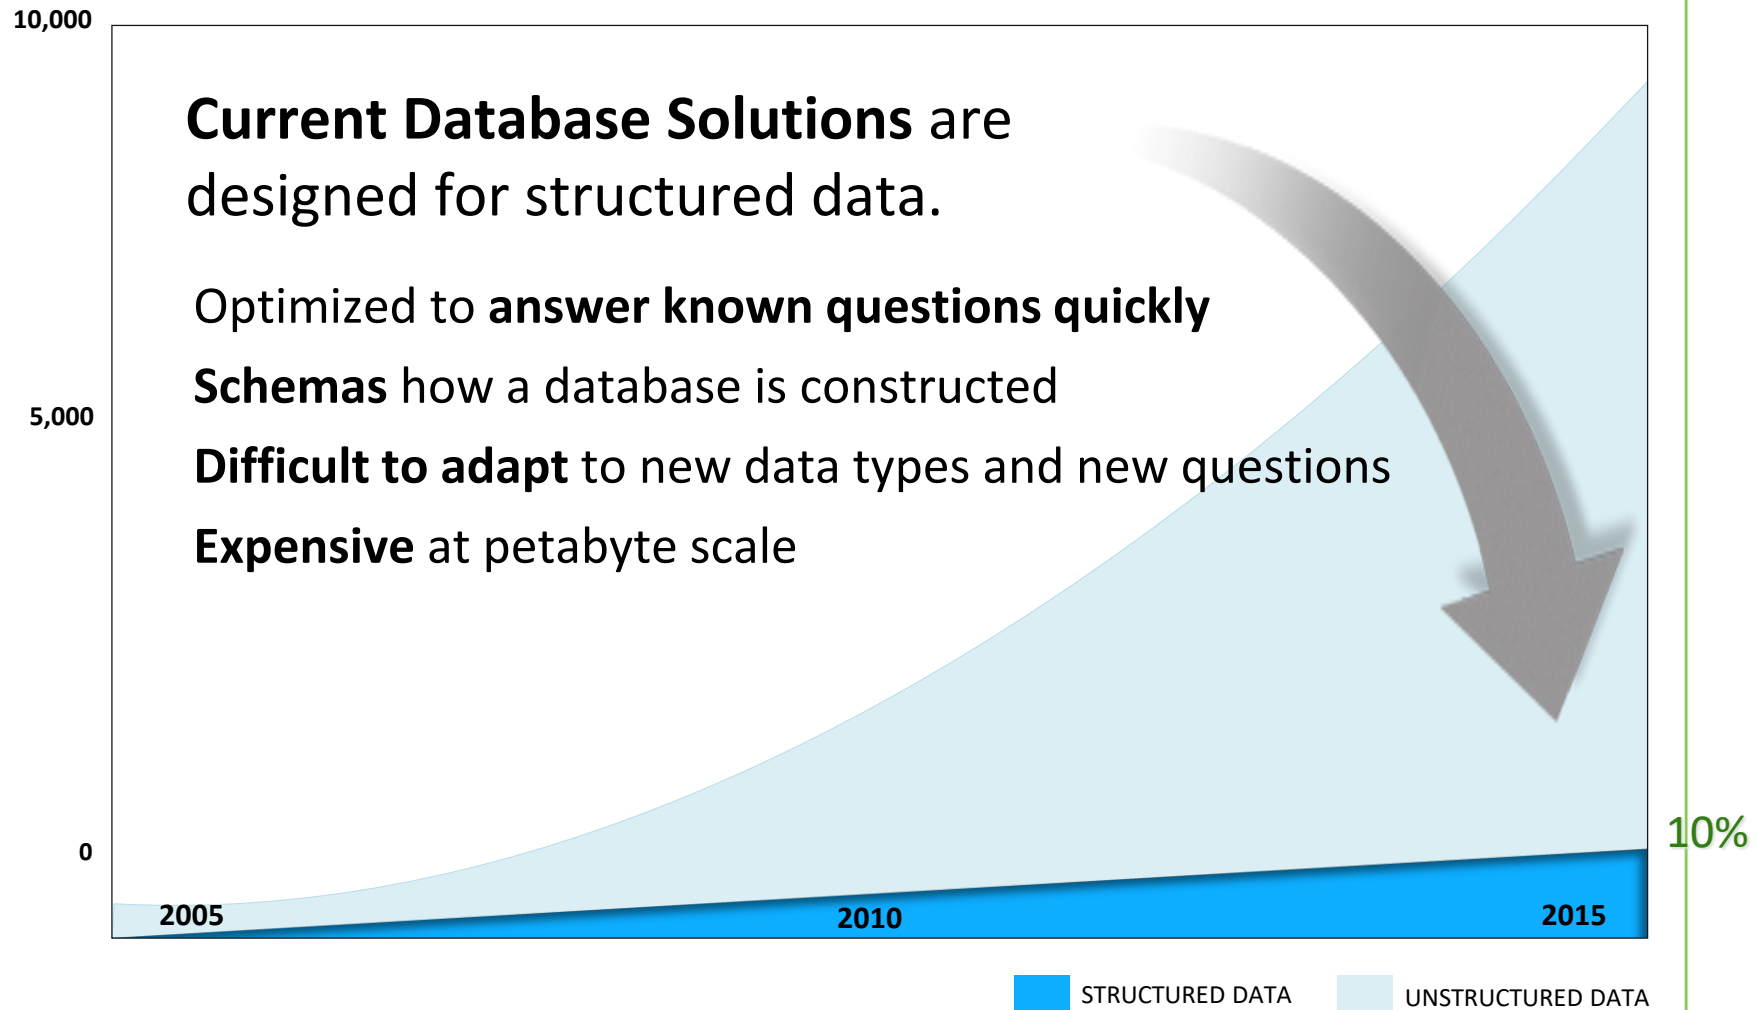 10,000
Current Database Solutions are
designed for structured data.
Optimized to answer known questions quickly
Schemas how a database is constructed
5,000
Difficult to adapt to new data types and new questions
Expensive at petabyte scale
10%
0
2005
2010
2015
STRUCTURED DATA
UNSTRUCTURED DATA